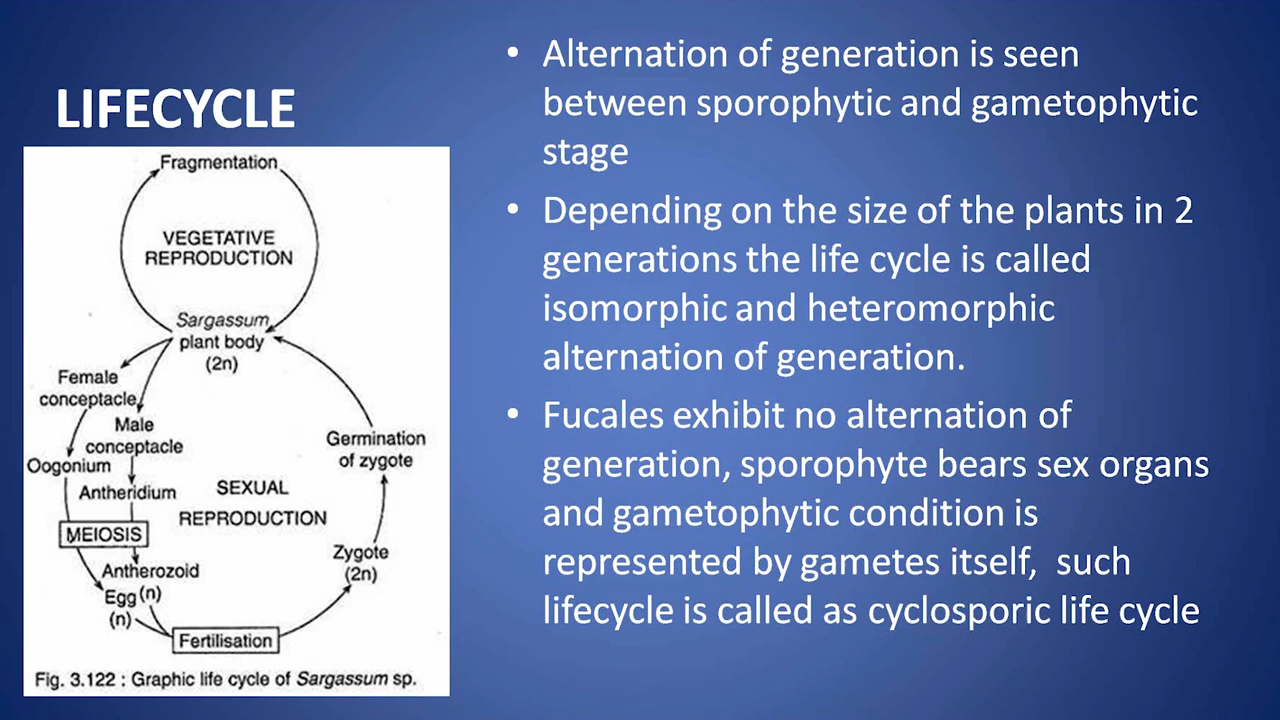 LIFECYCLE
Fragmentation
VEGETATIVE
REPRODUCTION
Sargassum
plant body
(2n)
Female
conceptacle
Male
conceptacle
Oogonium
Antheridium
MEIOSIS
Antherozoid
(n)
Egg
(n)
SEXUAL
REPRODUCTION
Germination
of zygote
Zygote
(2n)
Fertilisation
Fig. 3.122 : Graphic life cycle of Sargassum sp.
• Alternation of generation is seen
between sporophytic and gametophytic
stage
• Depending on the size of the plants in 2
generations the life cycle is called
isomorphic and heteromorphic
alternation of generation.
• Fucales exhibit no alternation of
generation, sporophyte bears sex organs
and gametophytic condition is
represented by gametes itself,  such
lifecycle is called as cyclosporic life cycle